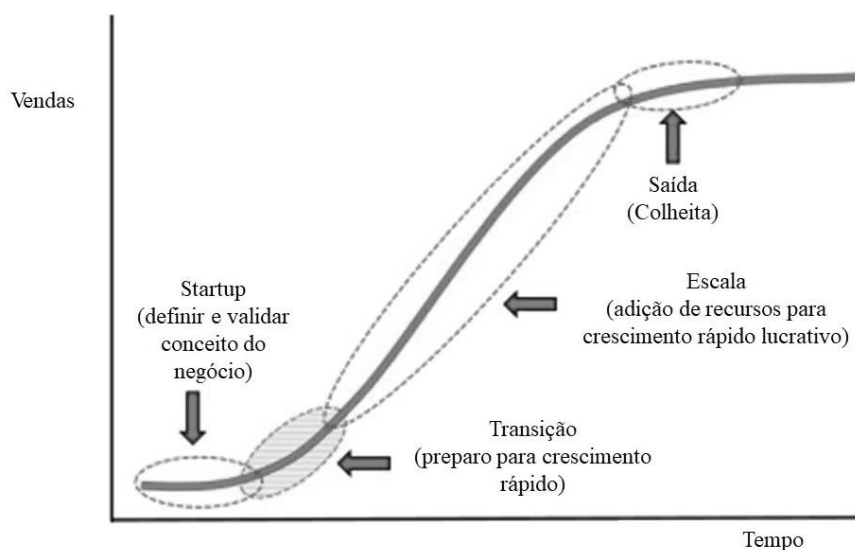 Vendas
Saída
(Colheita)
Startup
(definir e validar
conceito do
negócio)
Escala
(adição de recursos para
crescimento rápido lucrativo)
Transição
(preparo para crescimento
rápido)
Tempo